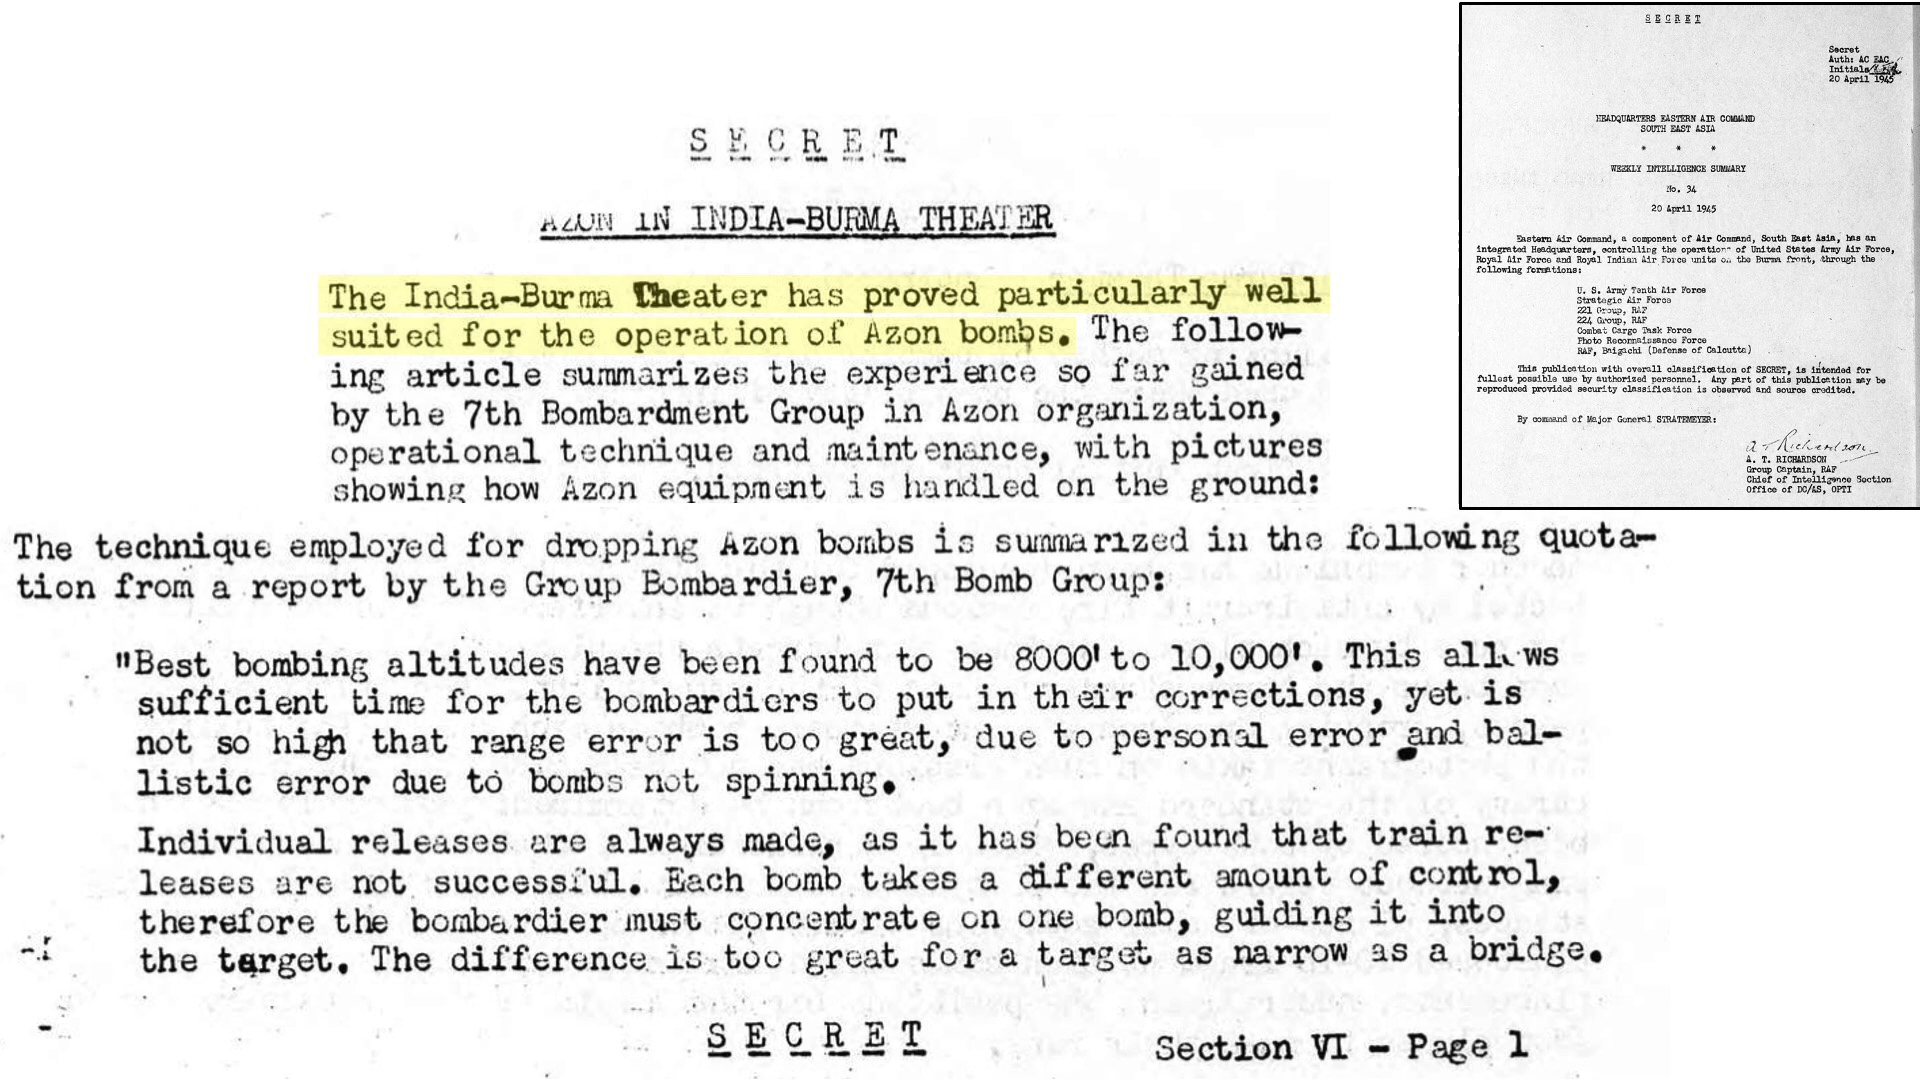 SECRET
AZON IN INDIA-BURMA THEATER
The India-Burma Theater has proved particularly well
suited for the operation of Azon bombs. The follow-
ing article summarizes the experience so far gained
by the 7th Bombardment Group in Azon organization,
operational technique and maintenance, with pictures
showing how Azon equipment is handled on the ground:
The technique employed for dropping Azon bombs is summarized in the following quota-
tion from a report by the Group Bombardier, 7th Bomb Group:
"Best bombing altitudes have been found to be 8000' to 10,000'. This allows
sufficient time for the bombardiers to put in their corrections, yet is
not so high that range error is too great, due to personal error and bal-
listic error due to bombs not spinning.
Individual releases are always made, as it has been found that train re-
leases are not successful. Each bomb takes a different amount of control,
therefore the bombardier must concentrate on one bomb, guiding it into
the target. The difference is too great for a target as narrow as a bridge.
SECRET
Section VI - Page 1
SECRET
Secret
Auth: AC EAC
Initials
20 April 1945
HEADQUARTERS EASTERN AIR COMMAND
SOUTH EAST ASIA
* * *
WEEKLY INTELLIGENCE SUMMARY
No. 34
20 April 1945
Eastern Air Command, a component of Air Command, South East Asia, has an
integrated Headquarters, controlling the operations of United States Army Air Force,
Royal Air Force and Royal Indian Air Force units on the Burma front, through the
following formations:
U. S. Army Tenth Air Force
Strategic Air Force
221 Group, RAF
224 Group, RAF
Combat Cargo Task Force
Photo Reconnaissance Force
RAF, Baigachi (Defense of Calcutta)
This publication with overall classification of SECRET, is intended for
fullest possible use by authorized personnel. Any part of this publication may be
reproduced provided security classification is observed and source credited.
By command of Major General STRATEMEYER:
A T Richardson
A. T. RICHARDSON
Group Captain, RAF
Chief of Intelligence Section
Office of DC/AS, OPTI